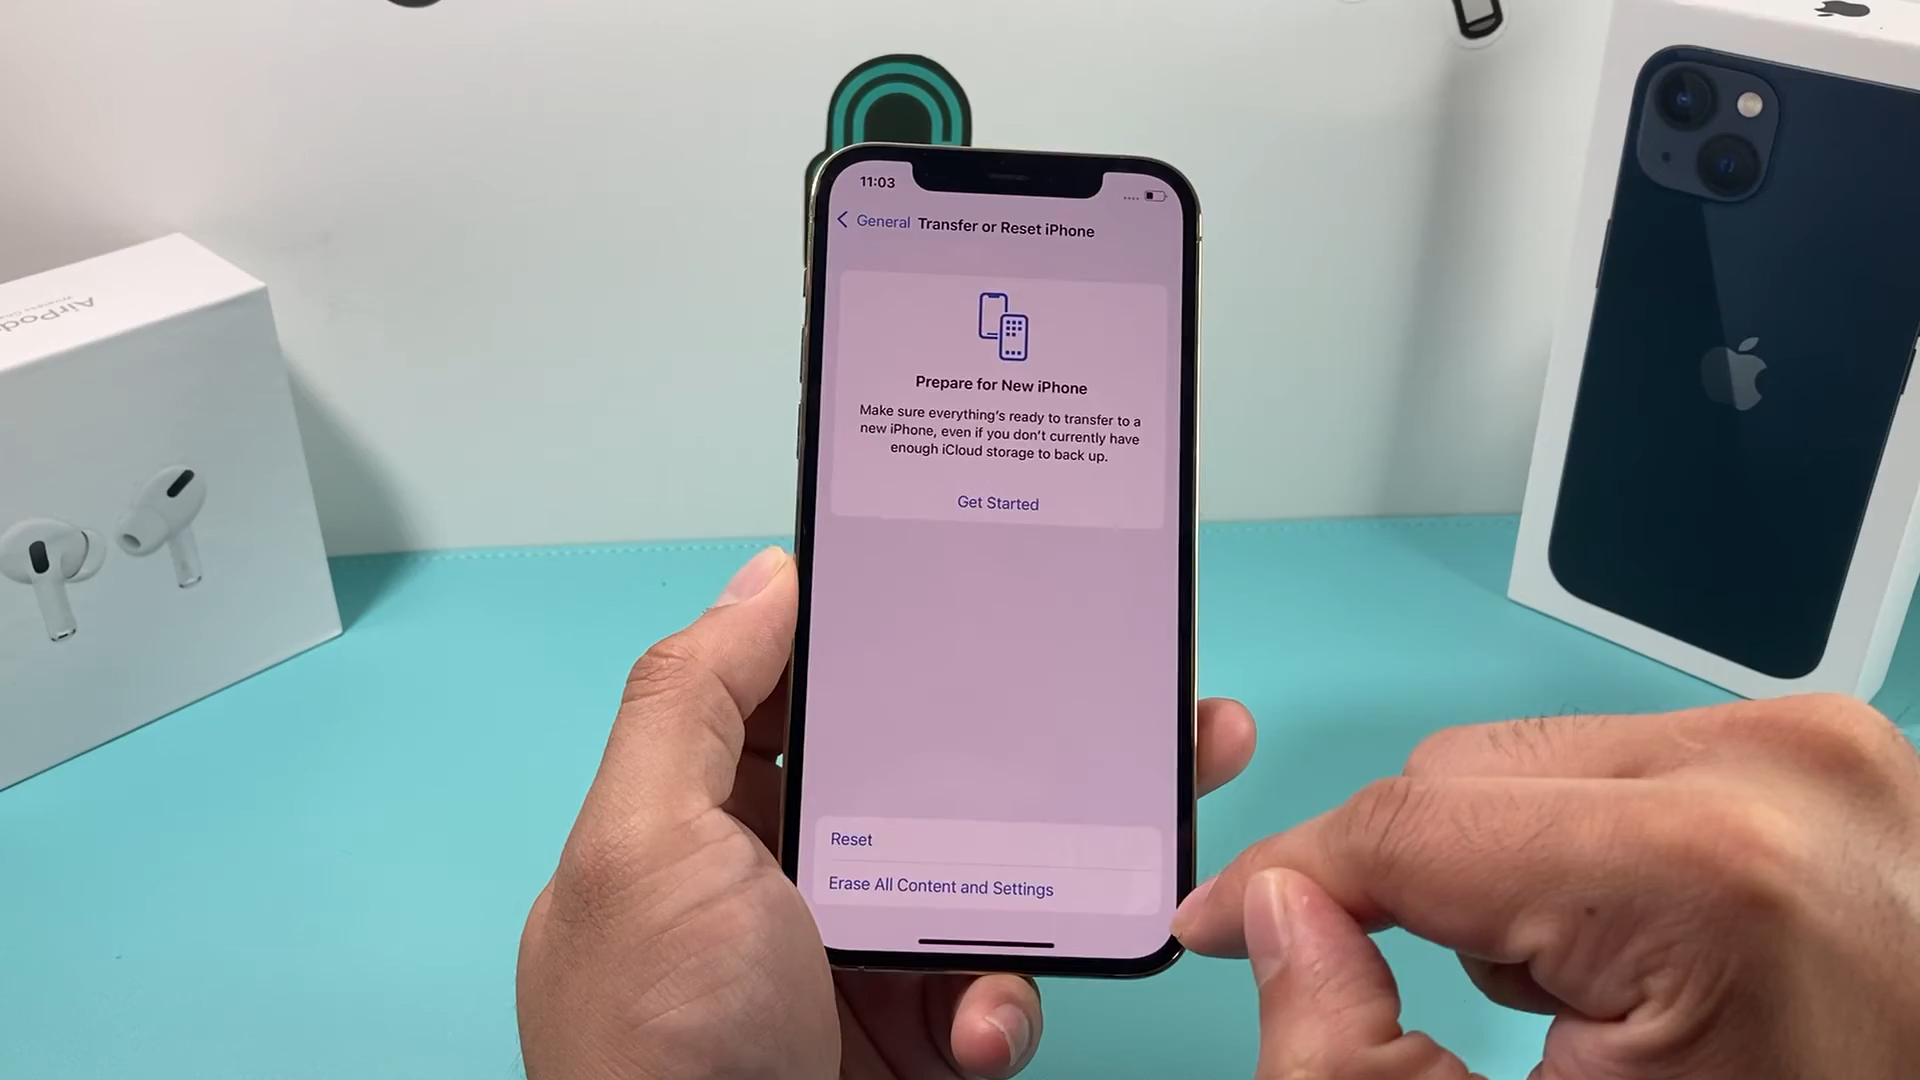 11:03
General Transfer or Reset iPhone
Prepare for New iPhone
Make sure everything's ready to transfer to a
new iPhone, even if you don't currently have
enough iCloud storage to back up.
Get Started
Reset
Erase All Content and Settings
AirPods